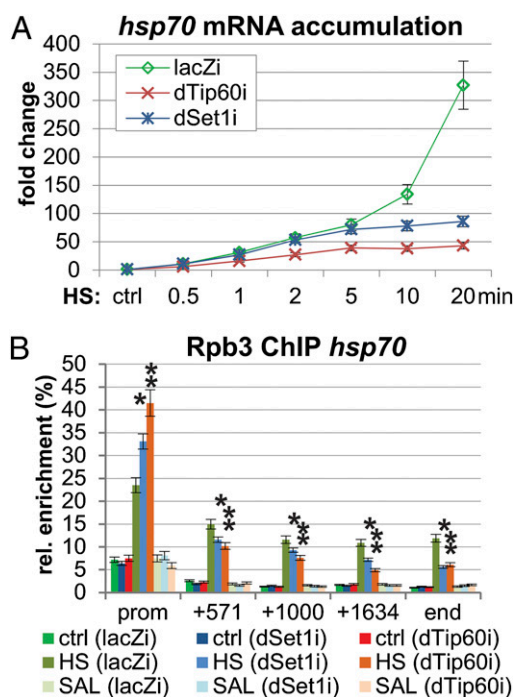 A
hsp70 mRNA accumulation
fold change
400
350
300
250
200
150
100
50
0
lacZi
dTip60i
dSet1i
HS: ctrl 0.5 1 2 5 10 20 min
B
Rpb3 ChIP hsp70
rel. enrichment (%)
50
45
40
35
30
25
20
15
10
5
0
* **
* **
* **
* **
* **
prom +571 +1000 +1634 end
ctrl (lacZi) ctrl (dSet1i) ctrl (dTip60i)
HS (lacZi) HS (dSet1i) HS (dTip60i)
SAL (lacZi) SAL (dSet1i) SAL (dTip60i)